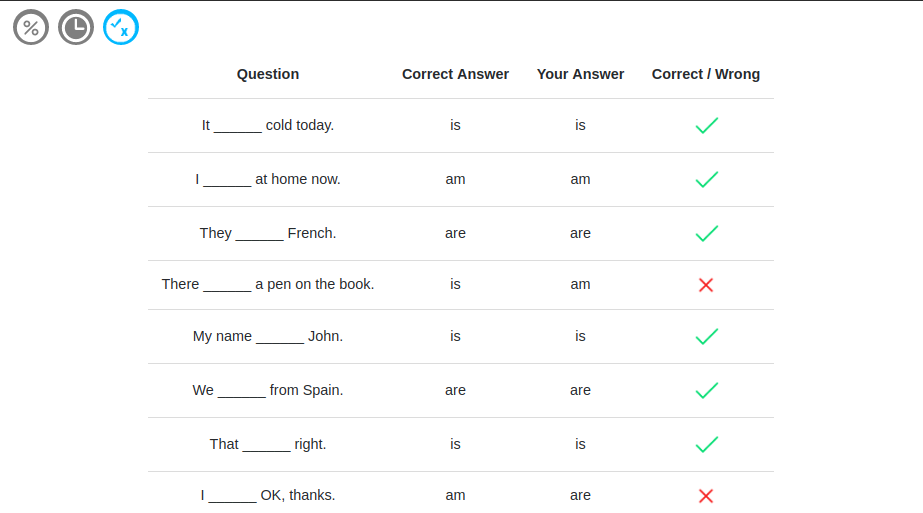 Question Correct Answer Your Answer Correct / Wrong
It ______ cold today. is is
I ______ at home now. am am
They ______ French. are are
There ______ a pen on the book. is am
My name ______ John. is is
We ______ from Spain. are are
That ______ right. is is
I ______ OK, thanks. am are